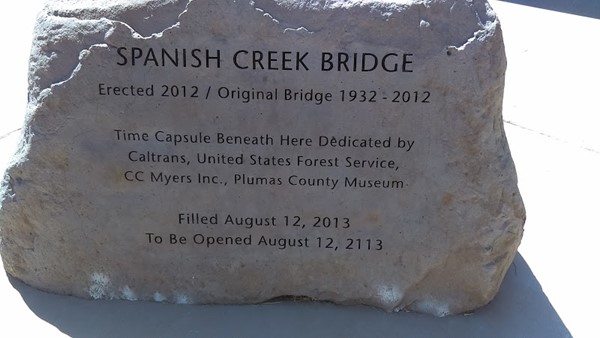 SPANISH CREEK BRIDGE
Erected 2012 / Original Bridge 1932 - 2012
Time Capsule Beneath Here Dedicated by
Caltrans, United States Forest Service,
CC Myers Inc., Plumas County Museum
Filled August 12, 2013
To Be Opened August 12, 2113